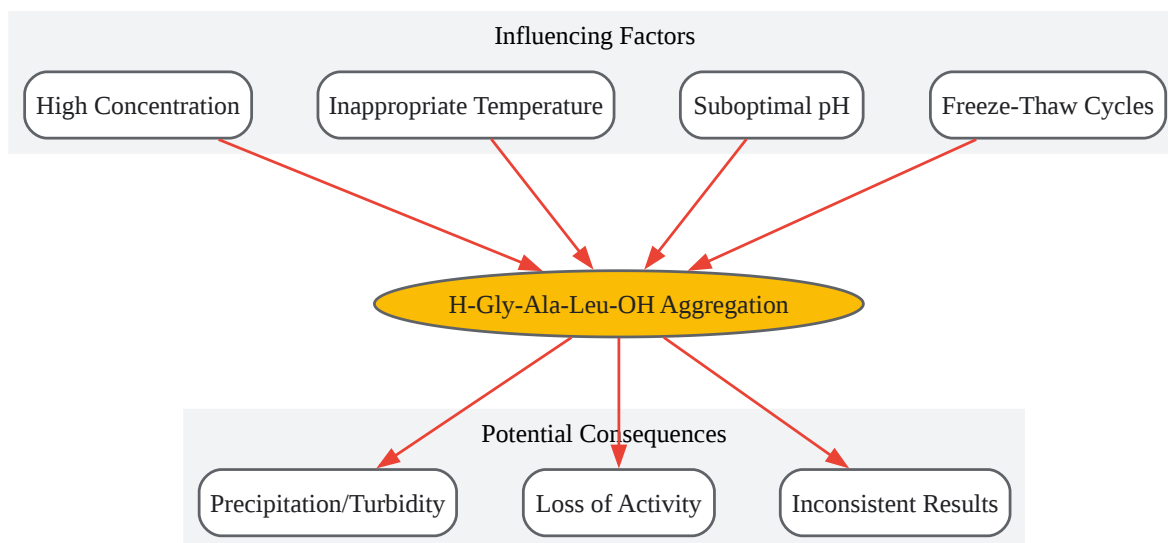 Influencing Factors
High Concentration
Inappropriate Temperature
Suboptimal pH
Freeze-Thaw Cycles
H-Gly-Ala-Leu-OH Aggregation
Potential Consequences
Precipitation/Turbidity
Loss of Activity
Inconsistent Results